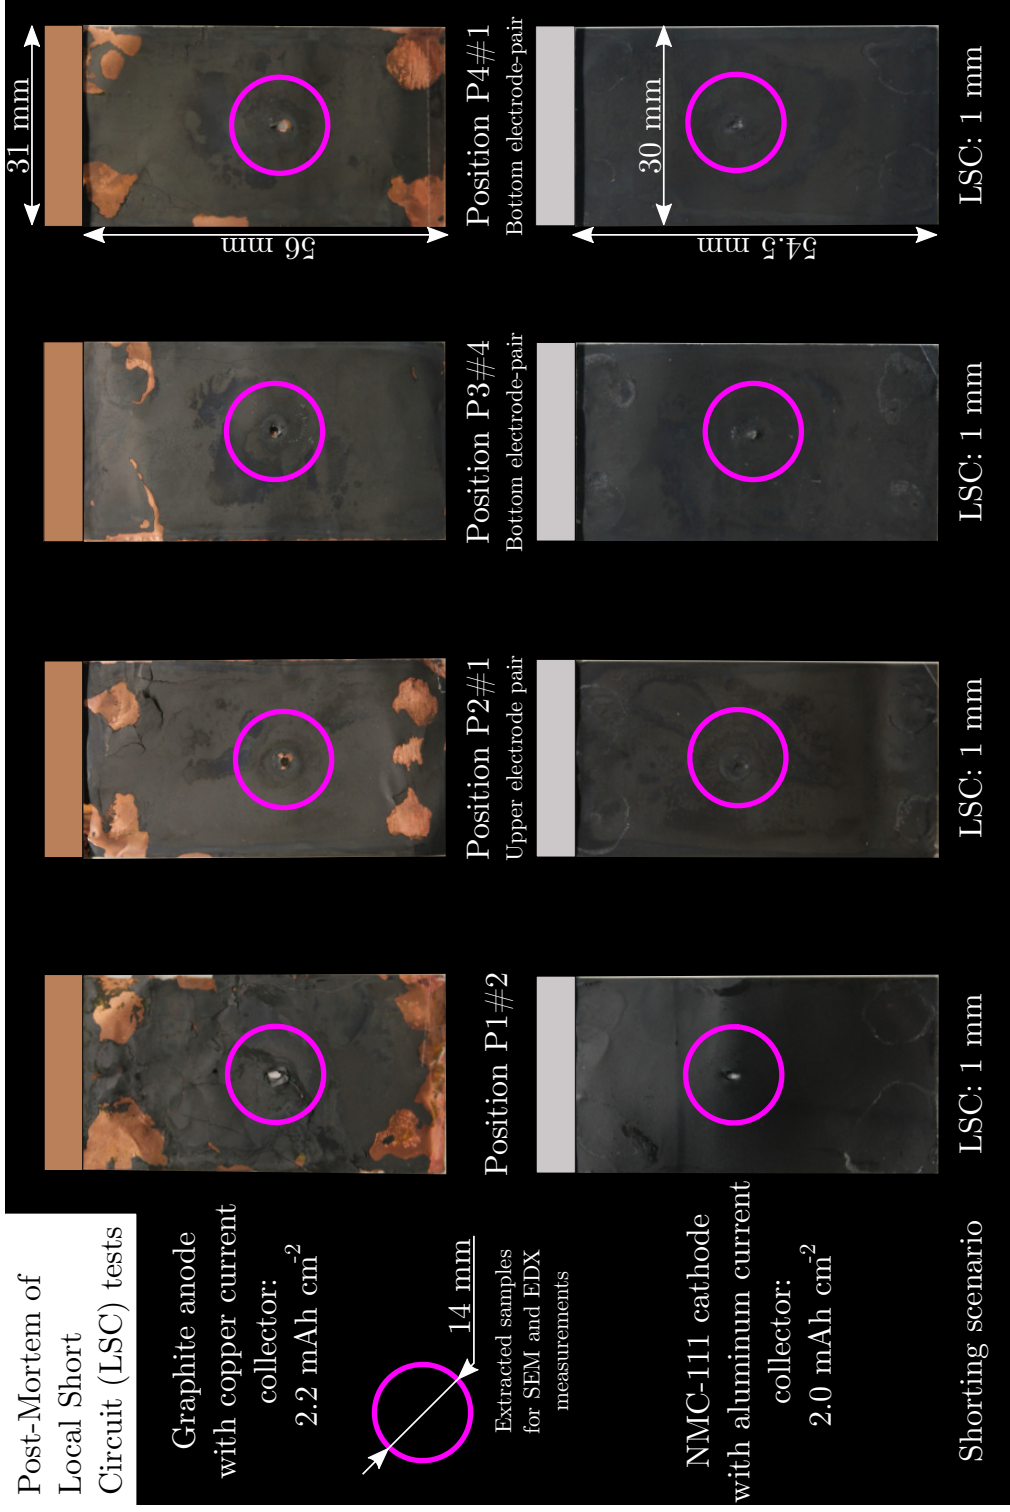 Post-Mortem of
Local Short
Circuit (LSC) tests
Graphite anode
with copper current
collector:
2.2 mAh cm-2
14 mm
Extracted samples
for SEM and EDX
measurements
NMC-111 cathode
with aluminum current
collector:
2.0 mAh cm-2
Shorting scenario
Position P1#2
LSC: 1 mm
Position P2#1
Upper electrode pair
LSC: 1 mm
Position P3#4
Bottom electrode-pair
LSC: 1 mm
31 mm
56 mm
Position P4#1
Bottom electrode-pair
30 mm
54.5 mm
LSC: 1 mm